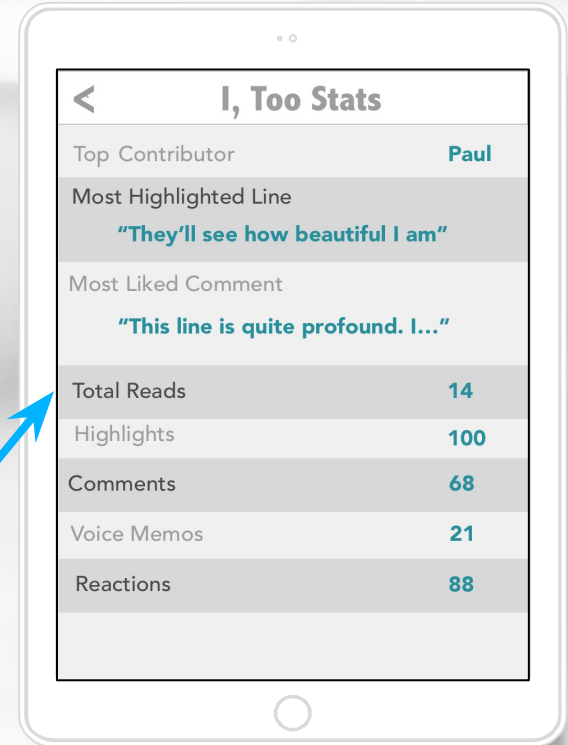 < I, Too Stats
Top Contributor Paul
Most Highlighted Line
“They’ll see how beautiful I am”
Most Liked Comment
“This line is quite profound. I...”
Total Reads 14
Highlights 100
Comments 68
Voice Memos 21
Reactions 88